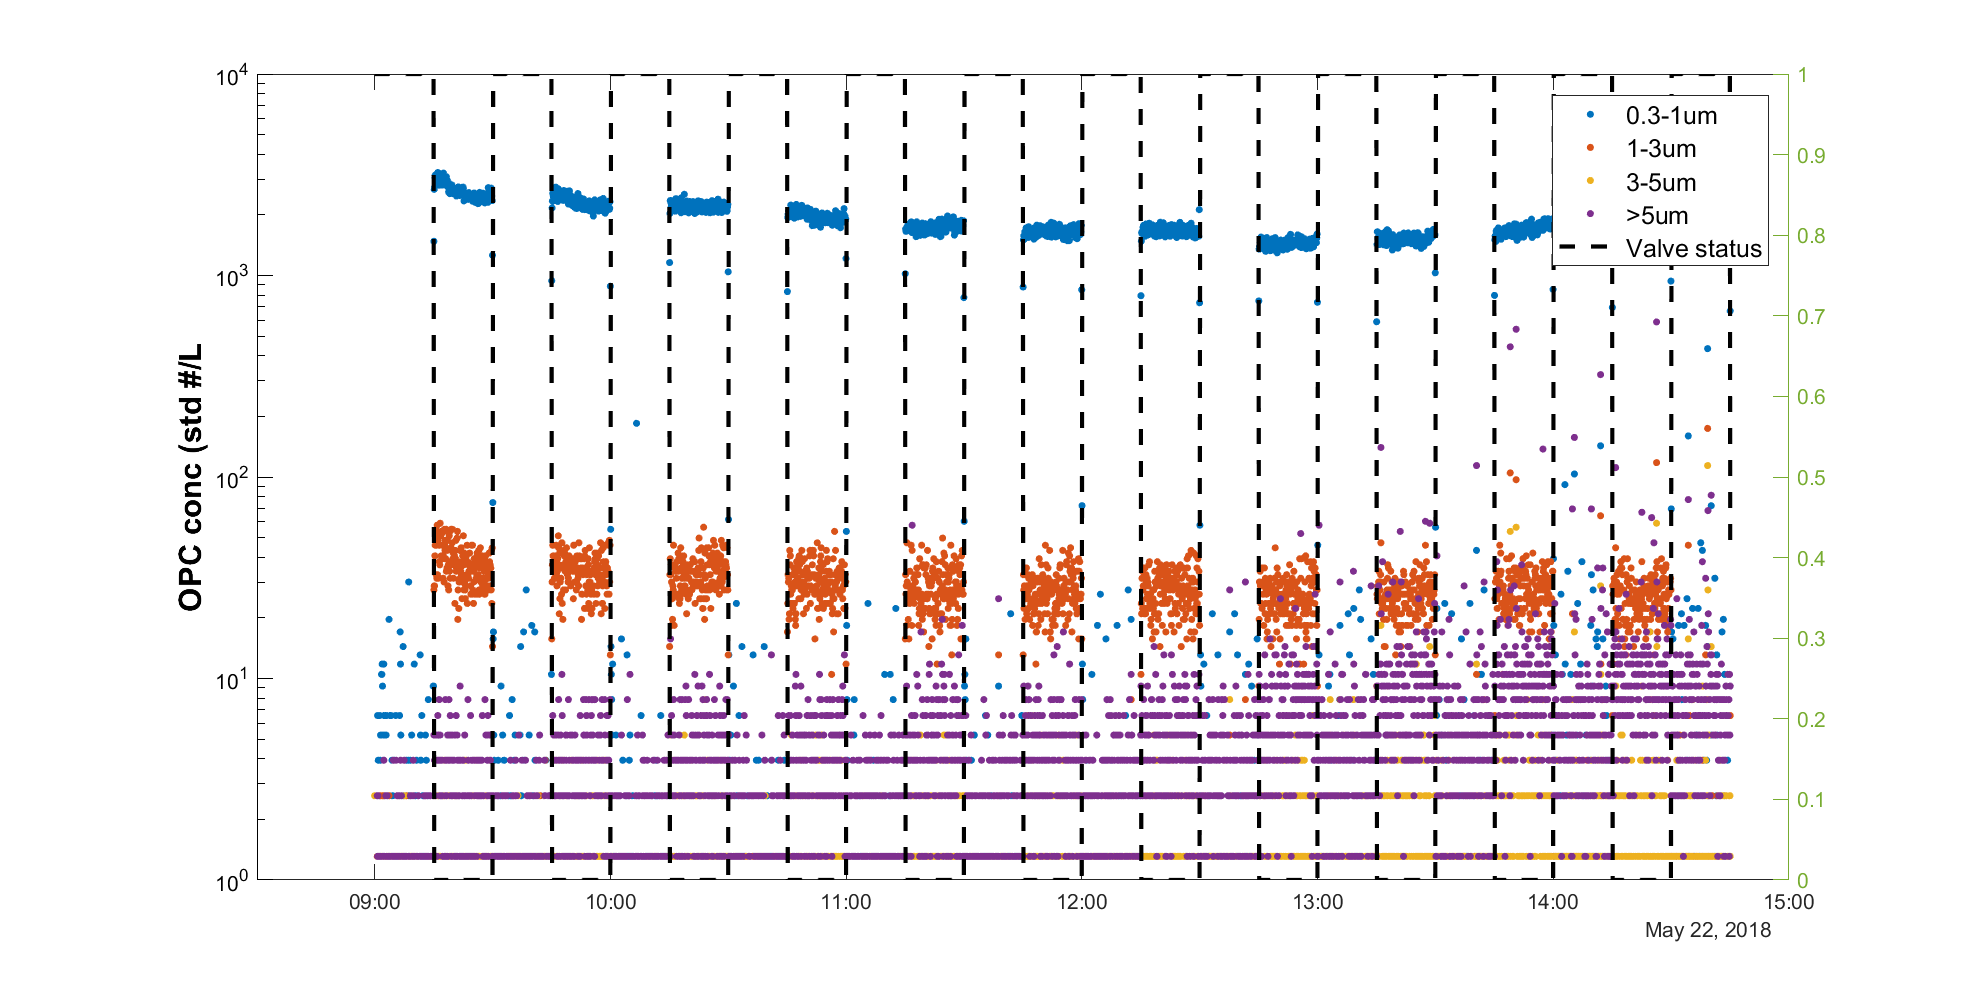 OPC conc (std #/L
10^4
10^3
10^2
10^1
10^0
1
0.9
0.8
0.7
0.6
0.5
0.4
0.3
0.2
0.1
0
0.3-1um
1-3um
3-5um
>5um
Valve status
09:00 10:00 11:00 12:00 13:00 14:00 15:00
May 22, 2018